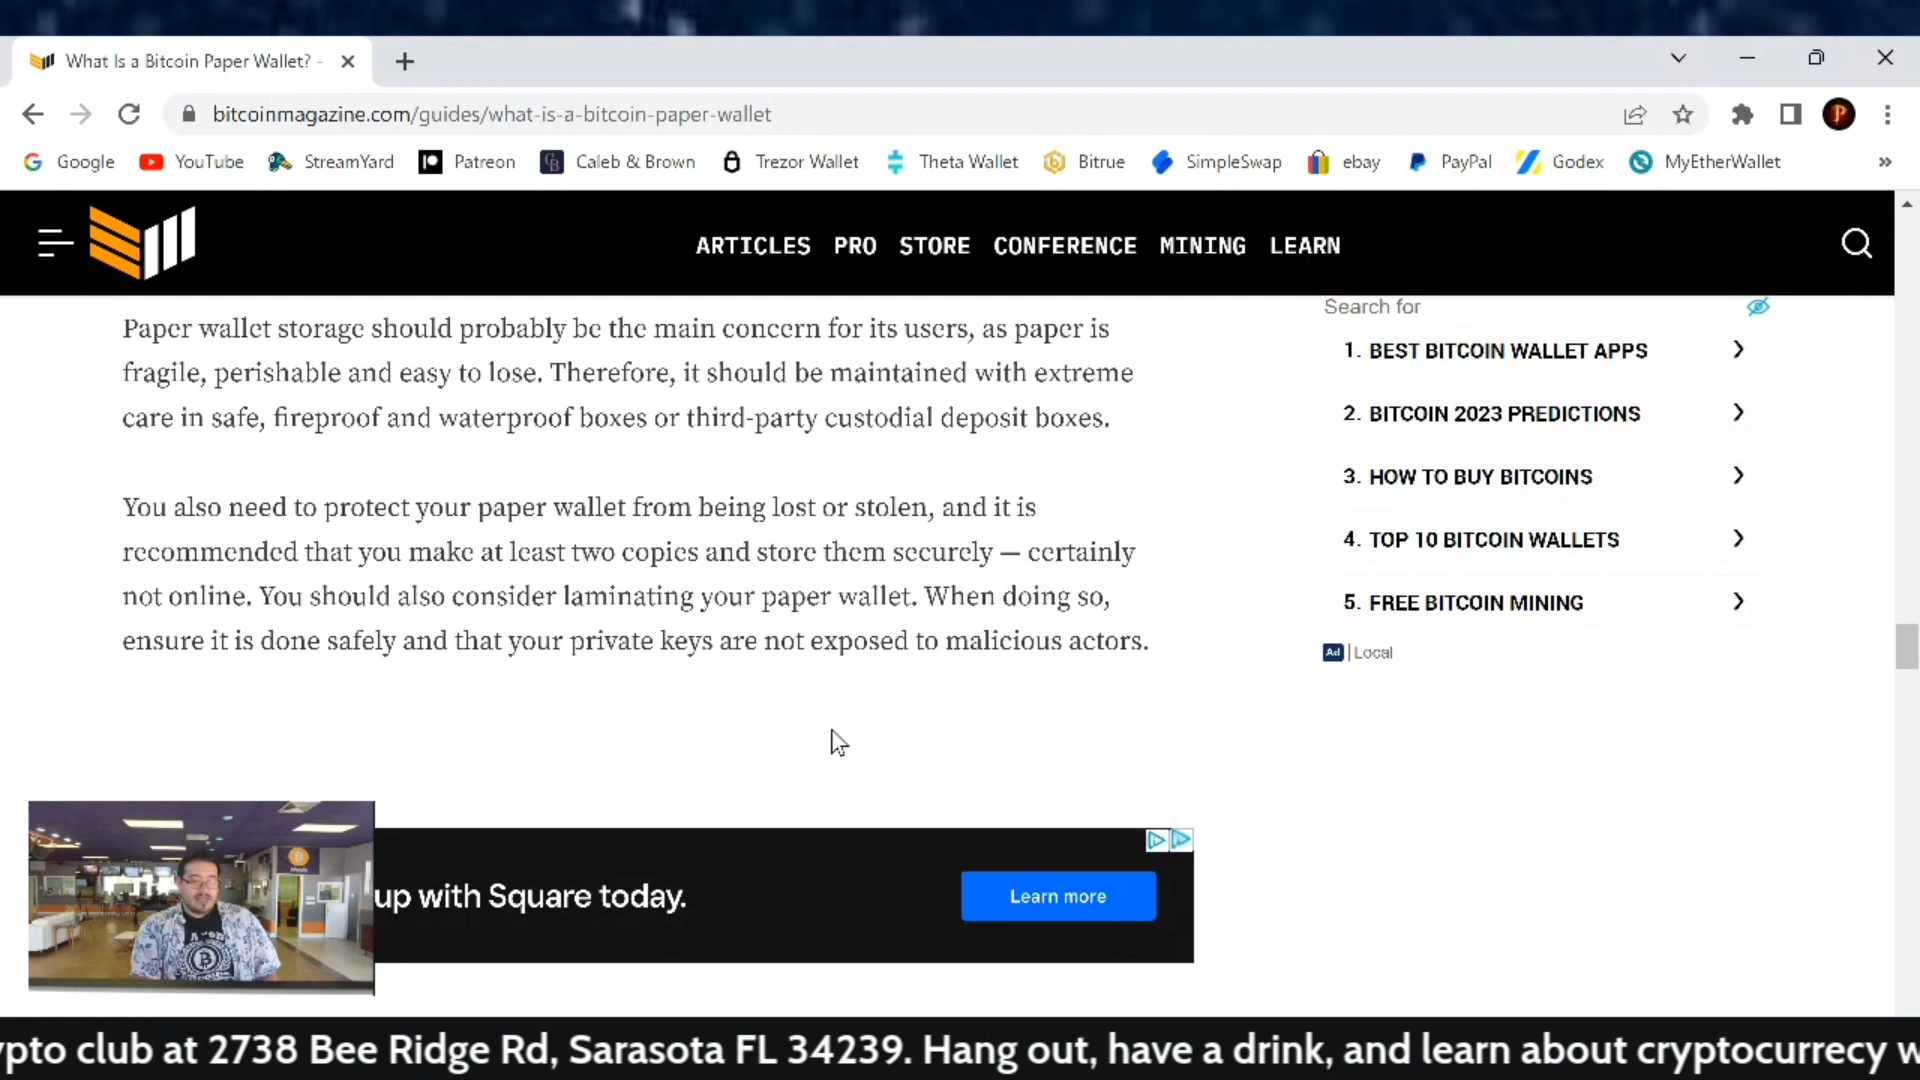 What Is a Bitcoin Paper Wallet? -
bitcoinmagazine.com/guides/what-is-a-bitcoin-paper-wallet
Google YouTube StreamYard Patreon Caleb & Brown Trezor Wallet Theta Wallet Bitrue SimpleSwap ebay PayPal Godex MyEtherWallet »
ARTICLES PRO STORE CONFERENCE MINING LEARN
Paper wallet storage should probably be the main concern for its users, as paper is
fragile, perishable and easy to lose. Therefore, it should be maintained with extreme
care in safe, fireproof and waterproof boxes or third-party custodial deposit boxes.
You also need to protect your paper wallet from being lost or stolen, and it is
recommended that you make at least two copies and store them securely — certainly
not online. You should also consider laminating your paper wallet. When doing so,
ensure it is done safely and that your private keys are not exposed to malicious actors.
Search for
1. BEST BITCOIN WALLET APPS
2. BITCOIN 2023 PREDICTIONS
3. HOW TO BUY BITCOINS
4. TOP 10 BITCOIN WALLETS
5. FREE BITCOIN MINING
Ad | Local
up with Square today.
Learn more
ypto club at 2738 Bee Ridge Rd, Sarasota FL 34239. Hang out, have a drink, and learn about cryptocurrecy w